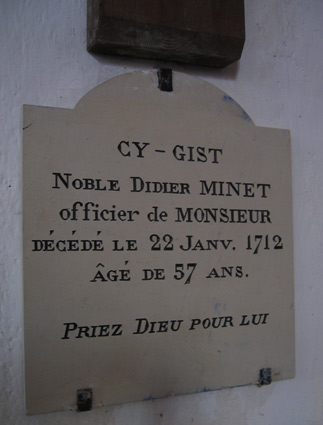 CY-GIST
NOBLE DIDIER MINET
officier de MONSIEUR
DÉCÉDÉ LE 22 JANV. 1712
ÂGÉ DE 57 ANS.
PRIEZ DIEU POUR LUI